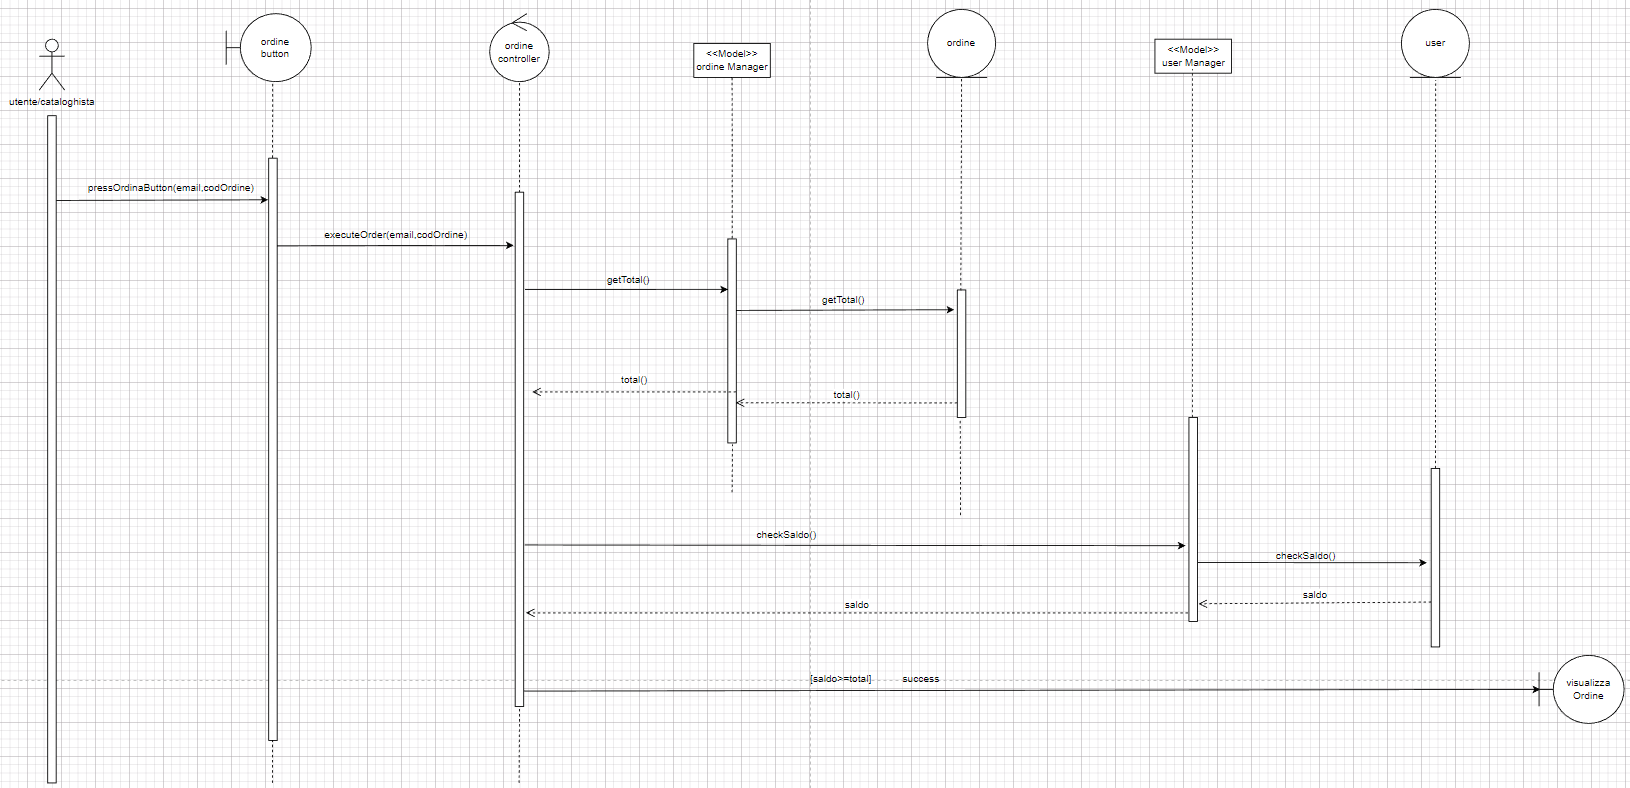 utente/cataloghista
ordine
button
ordine
controller
<<Model>>
ordine Manager
ordine
<<Model>>
user Manager
user
pressOrdinaButton(email,codOrdine)
executeOrder(email,codOrdine)
getTotal()
getTotal()
total()
total()
checkSaldo()
checkSaldo()
saldo
saldo
[saldo>=total] success
visualizza
Ordine